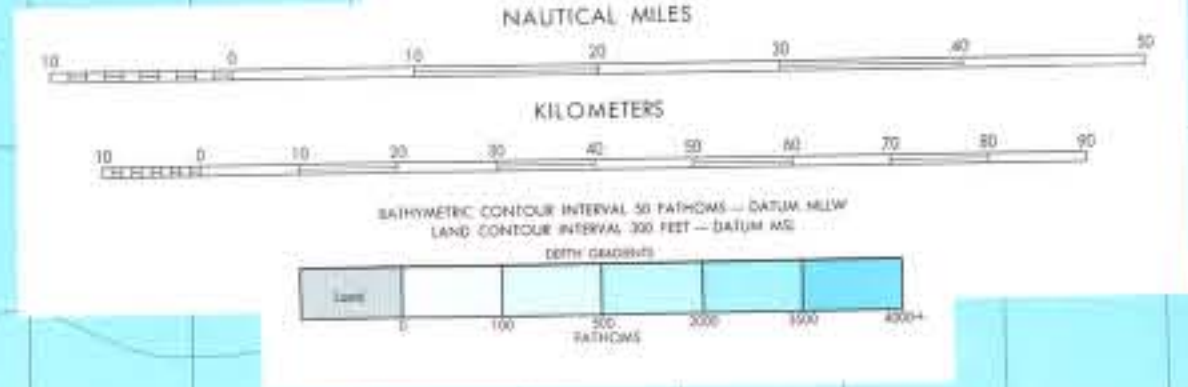 NAUTICAL MILES
10 0 10 20 30 40 50
KILOMETERS
10 0 10 20 30 40 50 60 70 80 90
BATHYMETRIC CONTOUR INTERVAL 50 FATHOMS — DATUM MLLW
LAND CONTOUR INTERVAL 300 FEET — DATUM MSL
DEPTH GRADIENTS
Land
0 100 500 2000 3500 4000+
FATHOMS